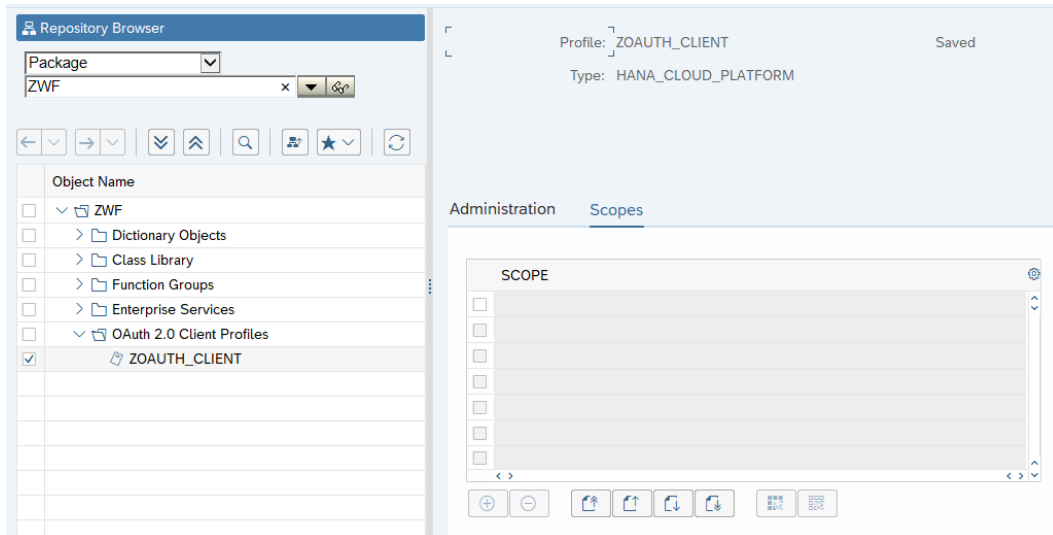 Repository Browser
Package
ZWF
Object Name
ZWF
Dictionary Objects
Class Library
Function Groups
Enterprise Services
OAuth 2.0 Client Profiles
ZOAUTH_CLIENT
Profile: ZOAUTH_CLIENT Saved
Type: HANA_CLOUD_PLATFORM
Administration Scopes
SCOPE